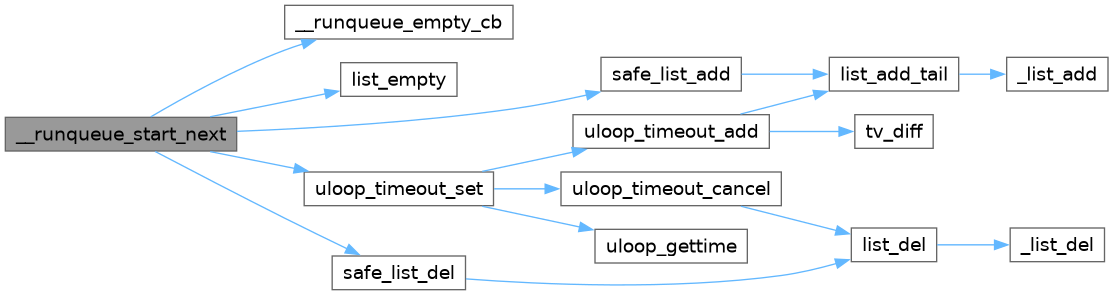 __runqueue_start_next
__runqueue_empty_cb
list_empty
safe_list_add
list_add_tail
_list_add
uloop_timeout_add
tv_diff
uloop_timeout_set
uloop_timeout_cancel
uloop_gettime
list_del
_list_del
safe_list_del